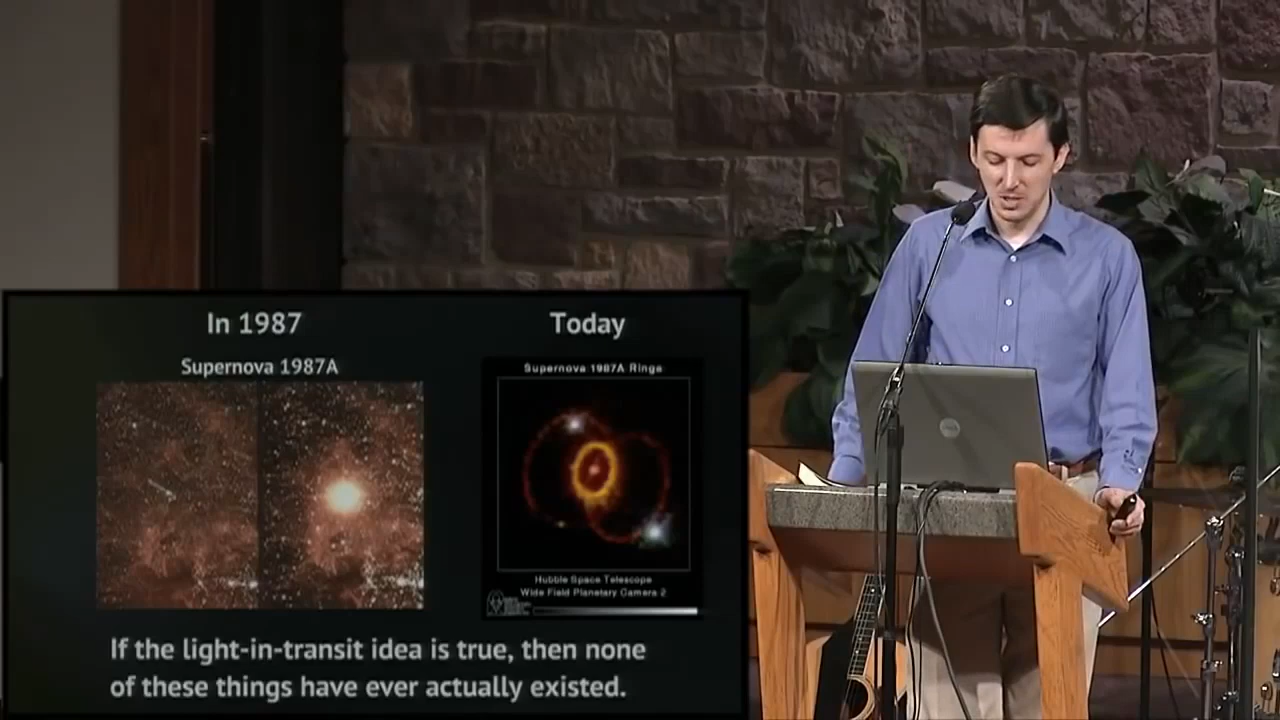 In 1987
Today
Supernova 1987A
Supernova 1987A Rings
Hubble Space Telescope
Wide Field Planetary Camera 2
If the light-in-transit idea is true, then none
of these things have ever actually existed.
DELL